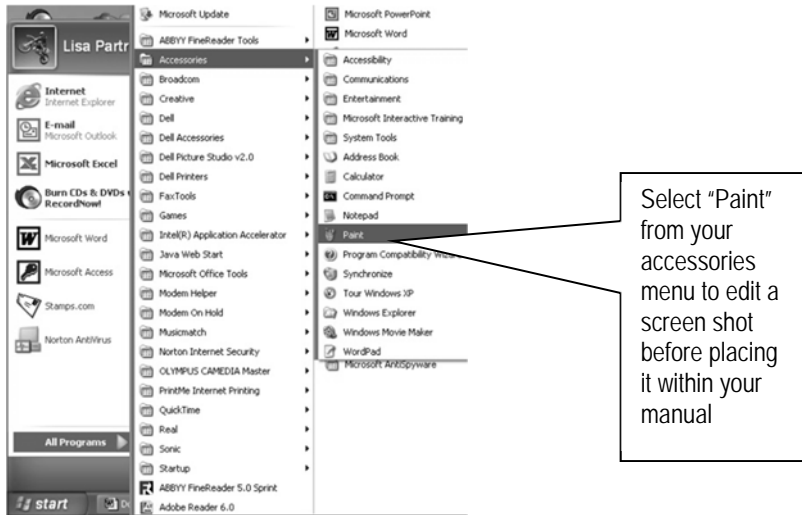 Lisa Partr
Internet
Internet Explorer
E-mail
Microsoft Outlook
Microsoft Excel
Burn CDs & DVDs
RecordNow!
Microsoft Word
Microsoft Access
Stamps.com
Norton AntiVirus
All Programs
start
Microsoft Update
ABBYY FineReader Tools
Accessories
Broadcom
Creative
Dell
Dell Accessories
Dell Picture Studio v2.0
Dell Printers
FaxTools
Games
Intel(R) Application Accelerator
Java Web Start
Microsoft Office Tools
Modem Helper
Modem On Hold
Musicmatch
Norton Internet Security
OLYMPUS CAMEDIA Master
PrintMe Internet Printing
QuickTime
Real
Sonic
Startup
ABBYY FineReader 5.0 Sprint
Adobe Reader 6.0
Microsoft PowerPoint
Microsoft Word
Accessibility
Communications
Entertainment
Microsoft Interactive Training
System Tools
Address Book
Calculator
Command Prompt
Notepad
Paint
Program Compatibility Wizard
Synchronize
Tour Windows XP
Windows Explorer
Windows Movie Maker
WordPad
Microsoft AntiSpyware
Select “Paint”
from your
accessories
menu to edit a
screen shot
before placing
it within your
manual